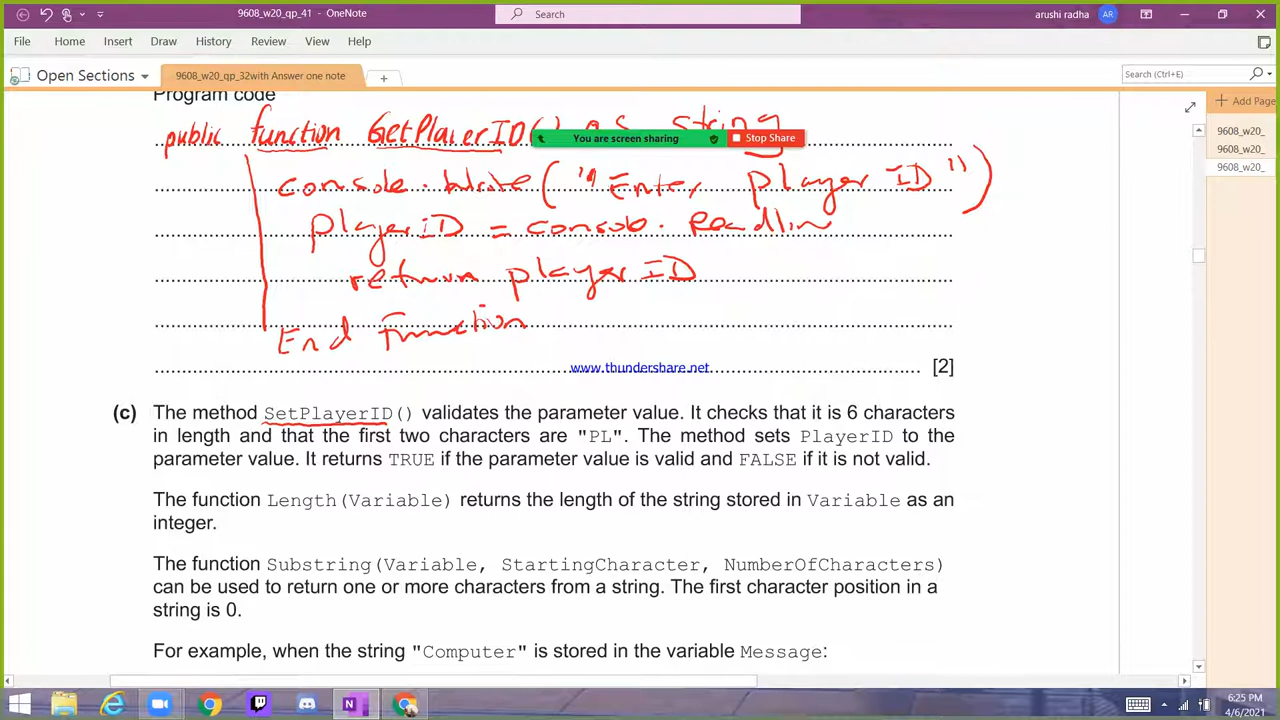 9608_w20_qp_41 - OneNote
Search
arushi radha
AR
File Home Insert Draw History Review View Help
Open Sections
9608_w20_qp_32with Answer one note
+
Search (Ctrl+E)
+ Add Page
9608_w20_qp_
9608_w20_qp_
9608_w20_
Program code
public function GetPlayerID() as string
You are screen sharing
Stop Share
console.Write("Enter player ID")
playerID = console.Readlin
return playerID
End Function
www.thundershare.net
[2]
(c) The method SetPlayerID() validates the parameter value. It checks that it is 6 characters
in length and that the first two characters are "PL". The method sets PlayerID to the
parameter value. It returns TRUE if the parameter value is valid and FALSE if it is not valid.
The function Length(Variable) returns the length of the string stored in Variable as an
integer.
The function Substring(Variable, StartingCharacter, NumberOfCharacters)
can be used to return one or more characters from a string. The first character position in a
string is 0.
For example, when the string "Computer" is stored in the variable Message:
6:25 PM
4/6/2021